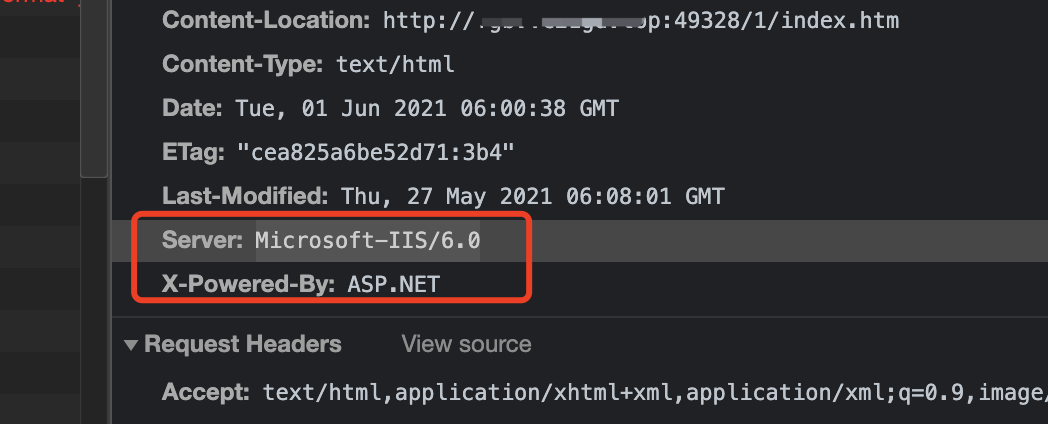 Content-Location: http:// :49328/1/index.htm
Content-Type: text/html
Date: Tue, 01 Jun 2021 06:00:38 GMT
ETag: "cea825a6be52d71:3b4"
Last-Modified: Thu, 27 May 2021 06:08:01 GMT
Server: Microsoft-IIS/6.0
X-Powered-By: ASP.NET
▼ Request Headers View source
Accept: text/html,application/xhtml+xml,application/xml;q=0.9,image/